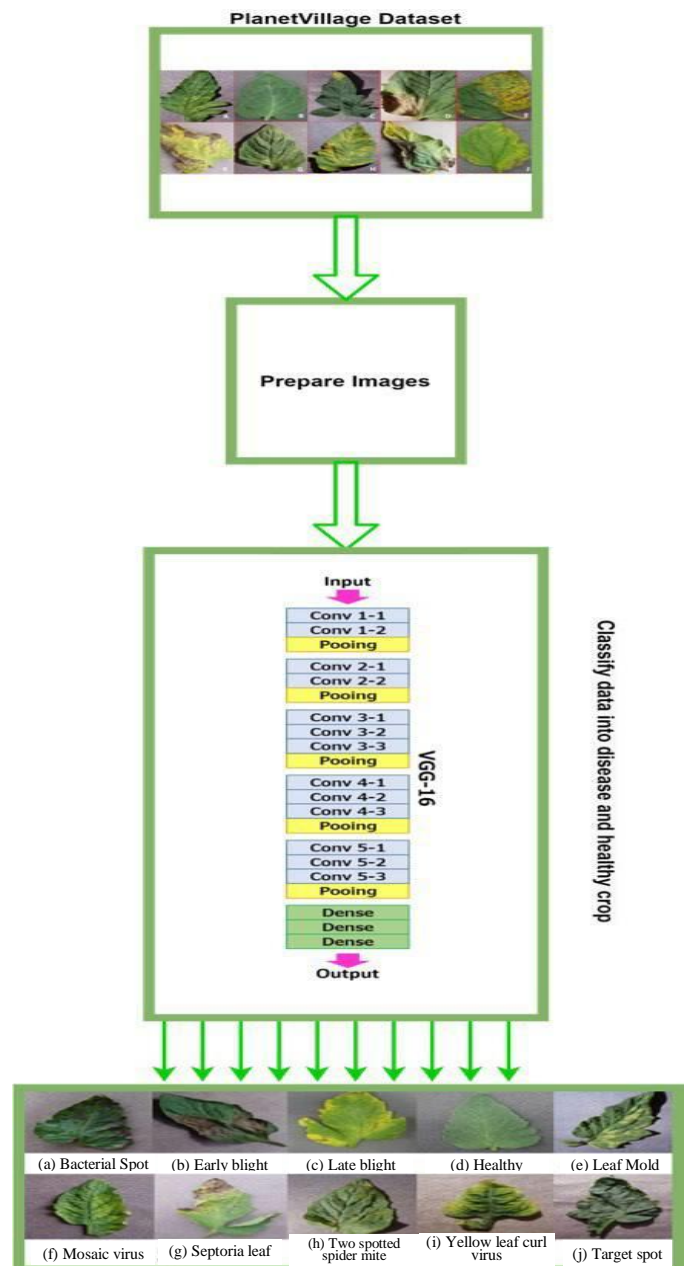 PlanetVillage Dataset
A
B
C
G
H
J
Prepare Images
Input
Conv 1-1
Conv 1-2
Pooing
Conv 2-1
Conv 2-2
Pooing
Conv 3-1
Conv 3-2
Conv 3-3
Pooing
Conv 4-1
Conv 4-2
Conv 4-3
Pooing
Conv 5-1
Conv 5-2
Conv 5-3
Pooing
Dense
Dense
Dense
Output
VGG-16
Classify data into disease and healthy crop
(a) Bacterial Spot
(b) Early blight
(c) Late blight
(d) Healthy
(e) Leaf Mold
(f) Mosaic virus
(g) Septoria leaf
(h) Two spotted
spider mite
(i) Yellow leaf curl
virus
(j) Target spot